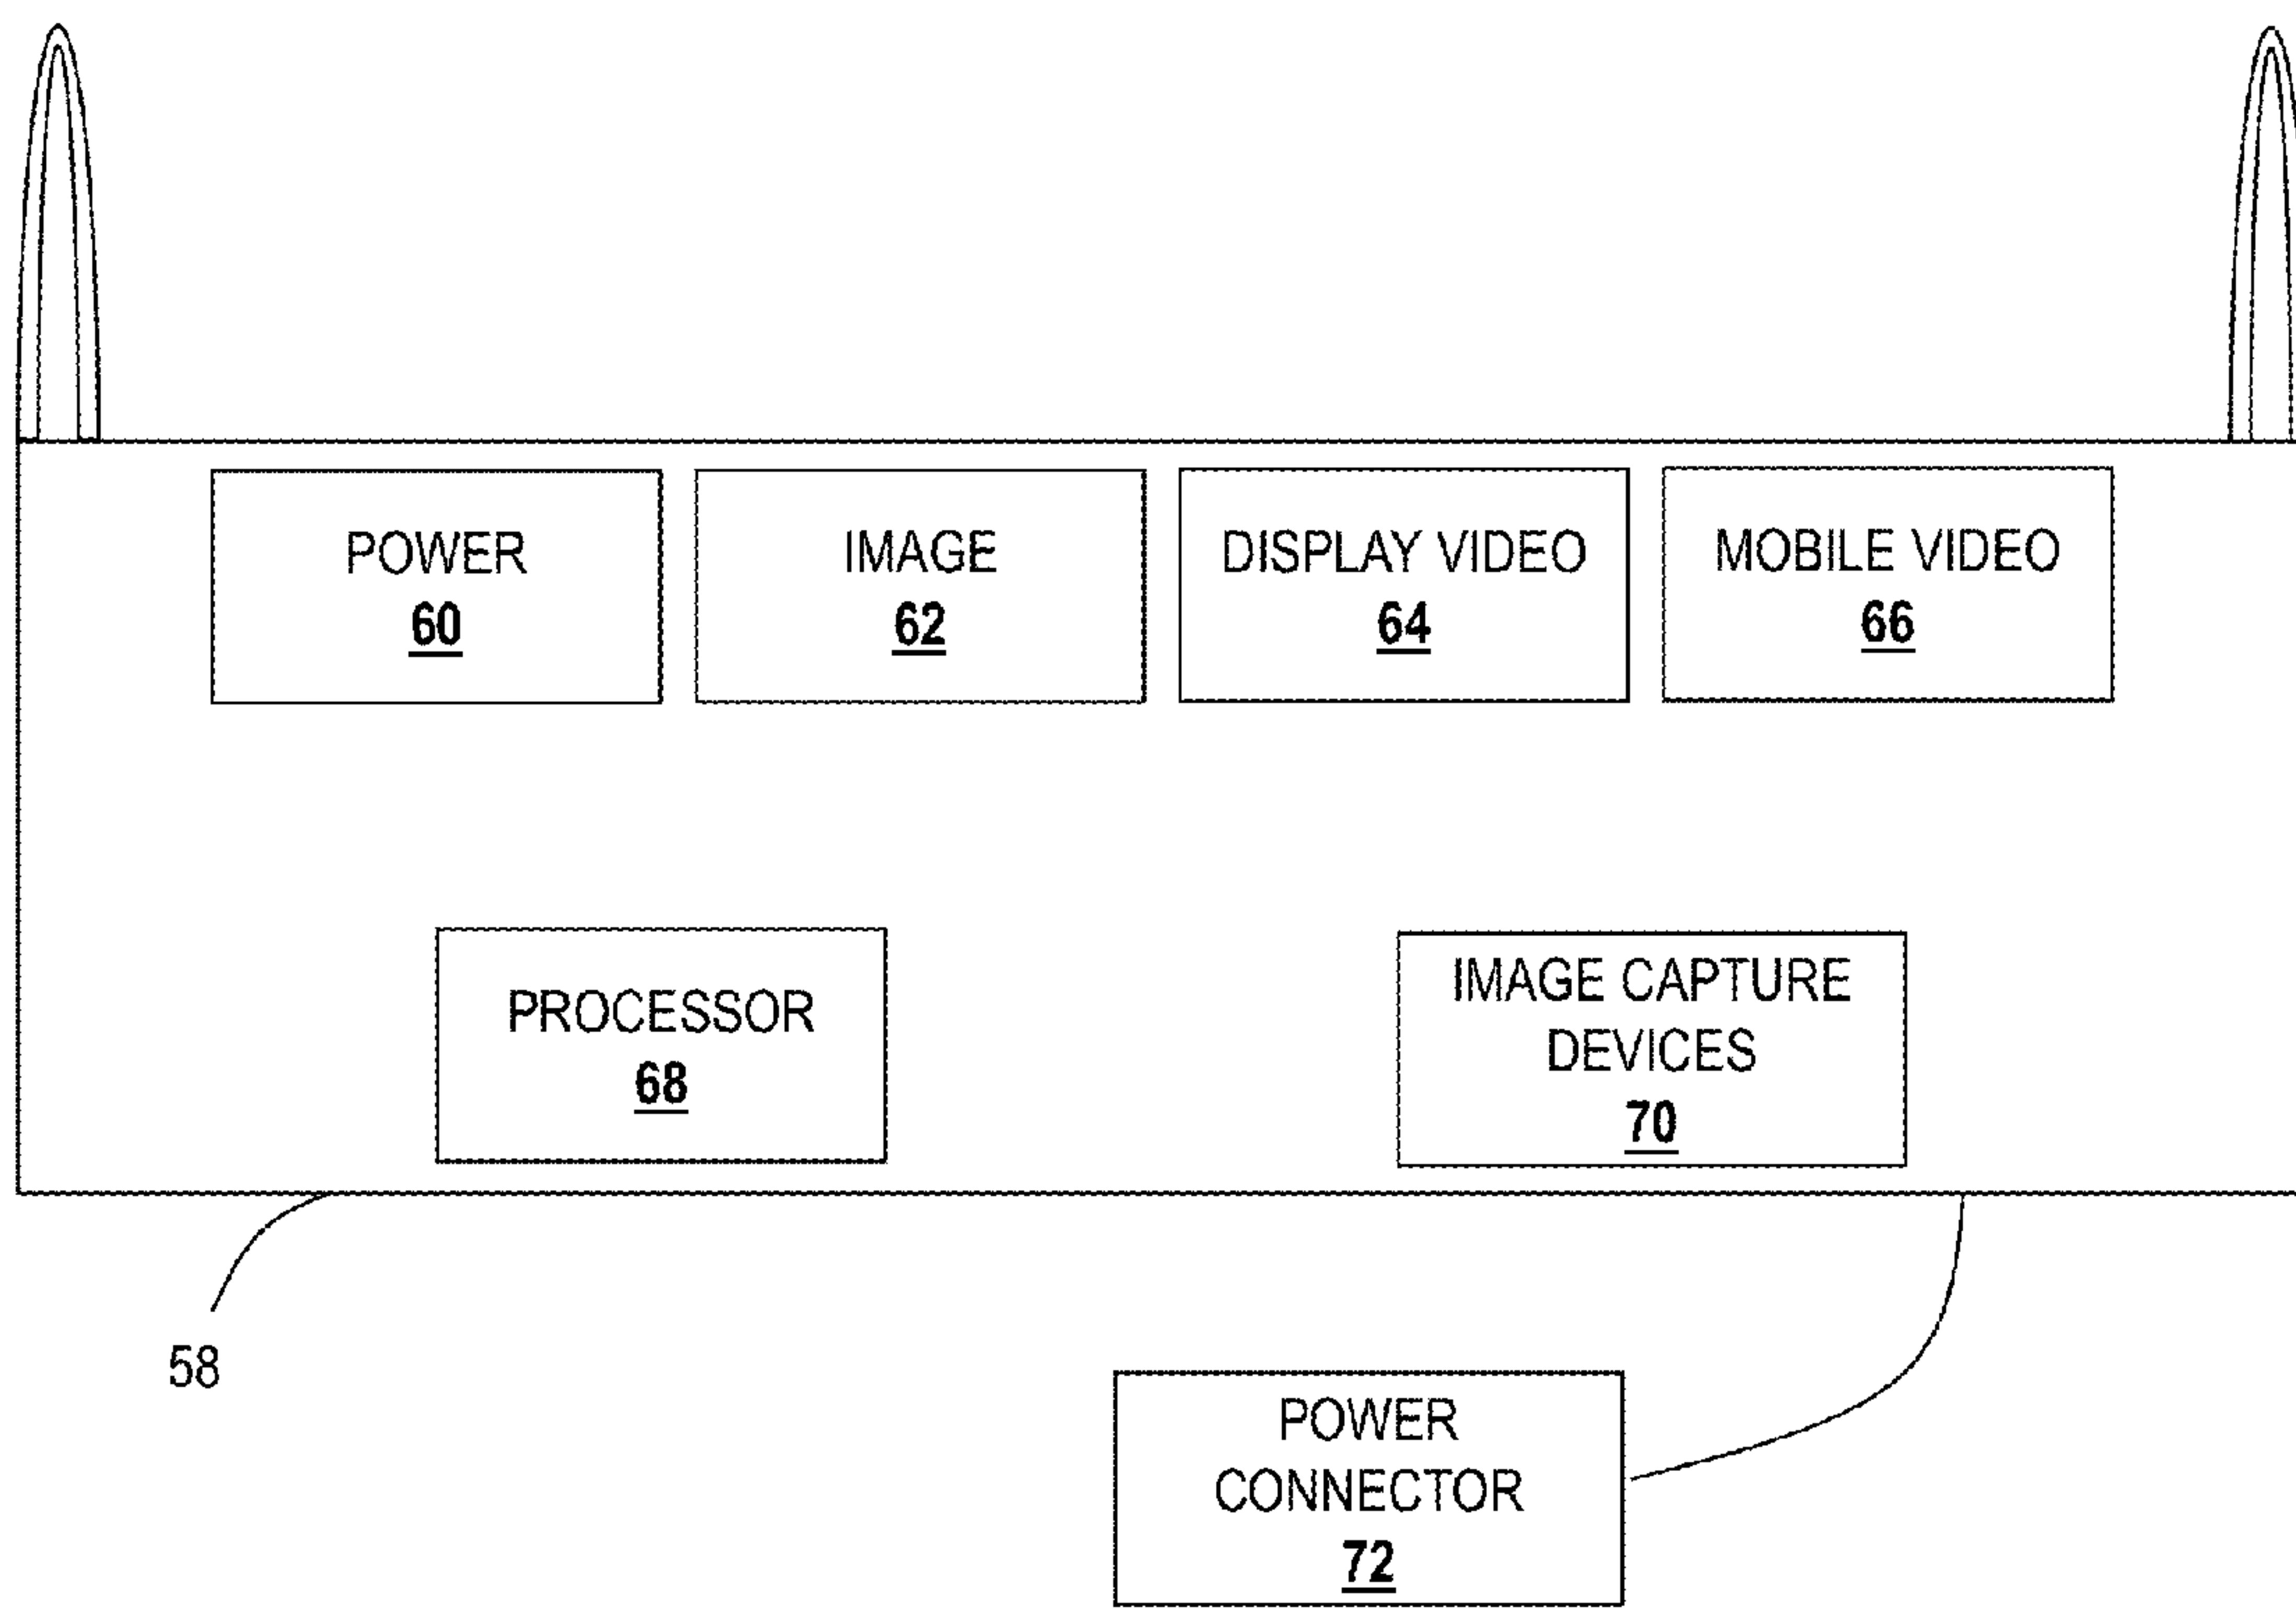 POWER
60
IMAGE
62
DISPLAY VIDEO
64
MOBILE VIDEO
66
PROCESSOR
68
IMAGE CAPTURE
DEVICES
70
58
POWER
CONNECTOR
72